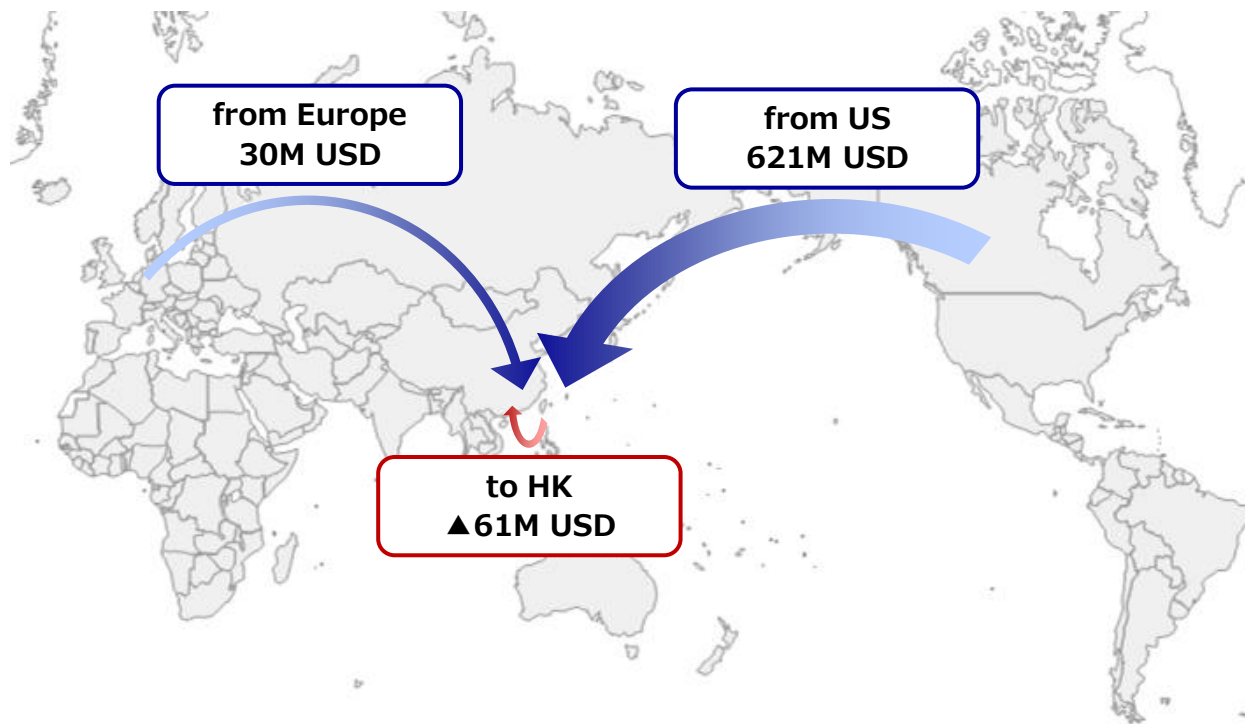 from Europe
30M USD
from US
621M USD
to HK
▲61M USD